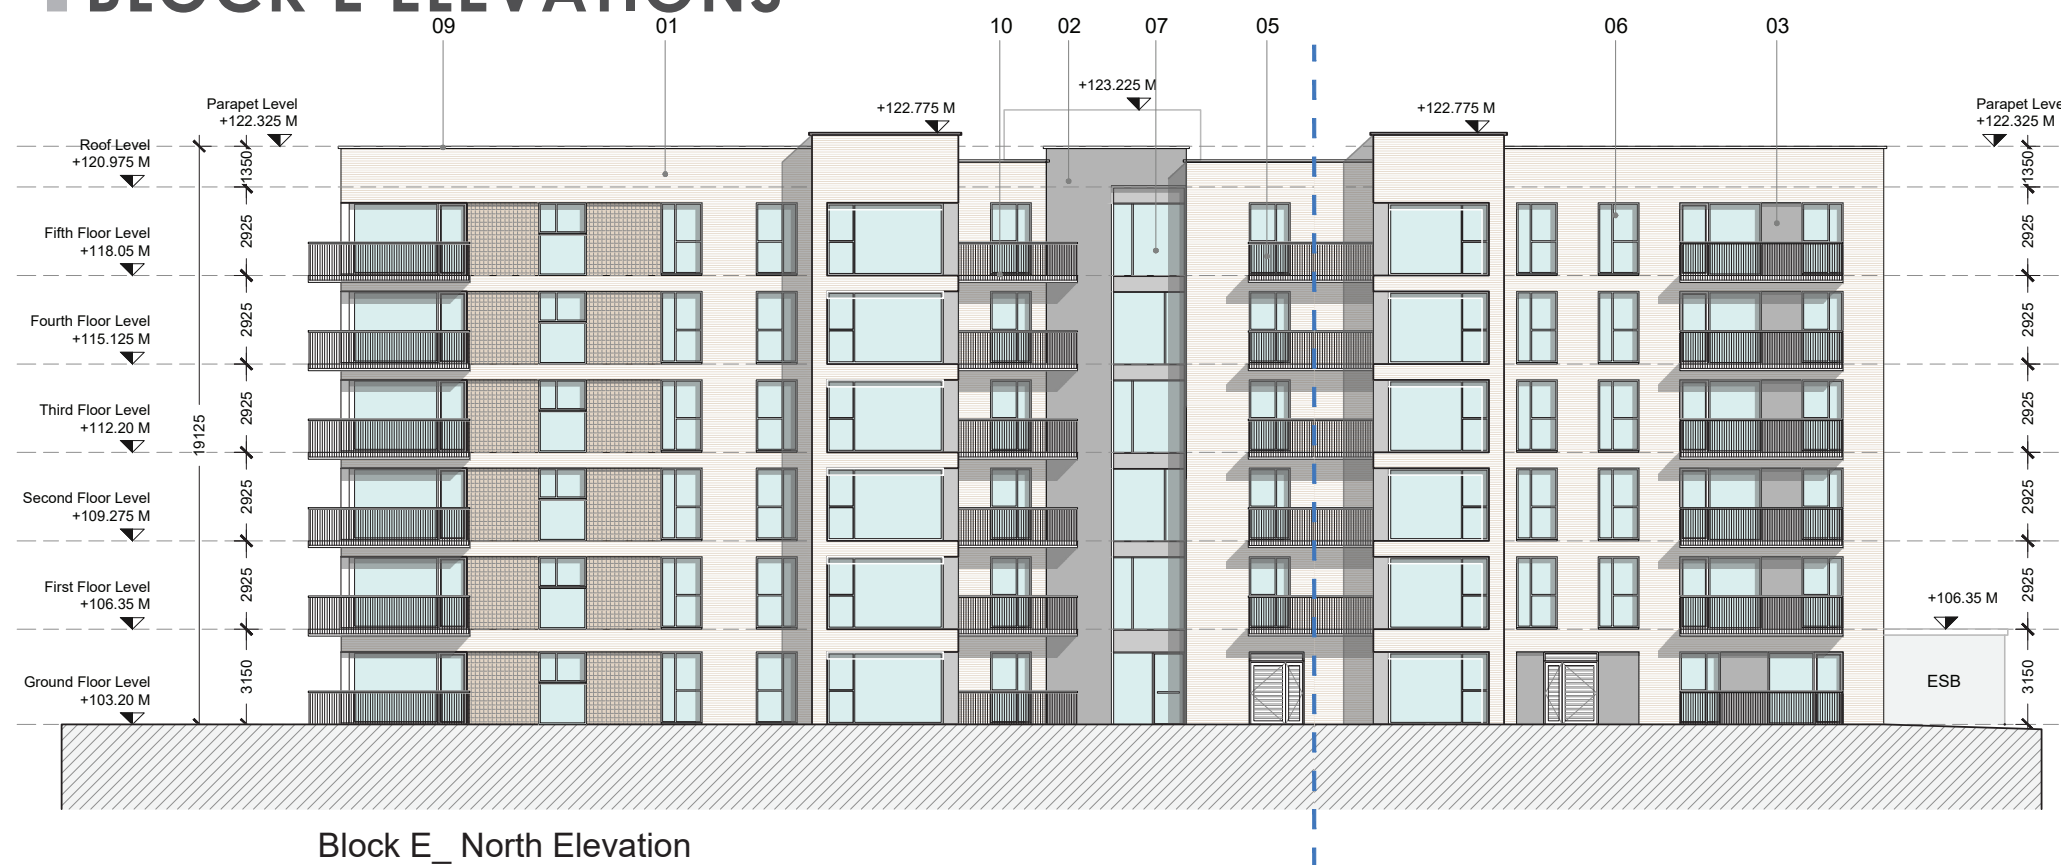 BLOCK E ELEVATIONS
09 01 10 02 07 05 06 03
+123.225 M
Parapet Level
+122.325 M
+122.775 M
+122.775 M
Parapet Leve
+122.325 M
Roof Level
+120.975 M
1350
1350
Fifth Floor Level
+118.05 M
2925
2925
Fourth Floor Level
+115.125 M
2925
2925
Third Floor Level
+112.20 M
2925
2925
19125
Second Floor Level
+109.275 M
2925
2925
First Floor Level
+106.35 M
2925
2925
+106.35 M
Ground Floor Level
+103.20 M
3150
3150
ESB
Block E_ North Elevation